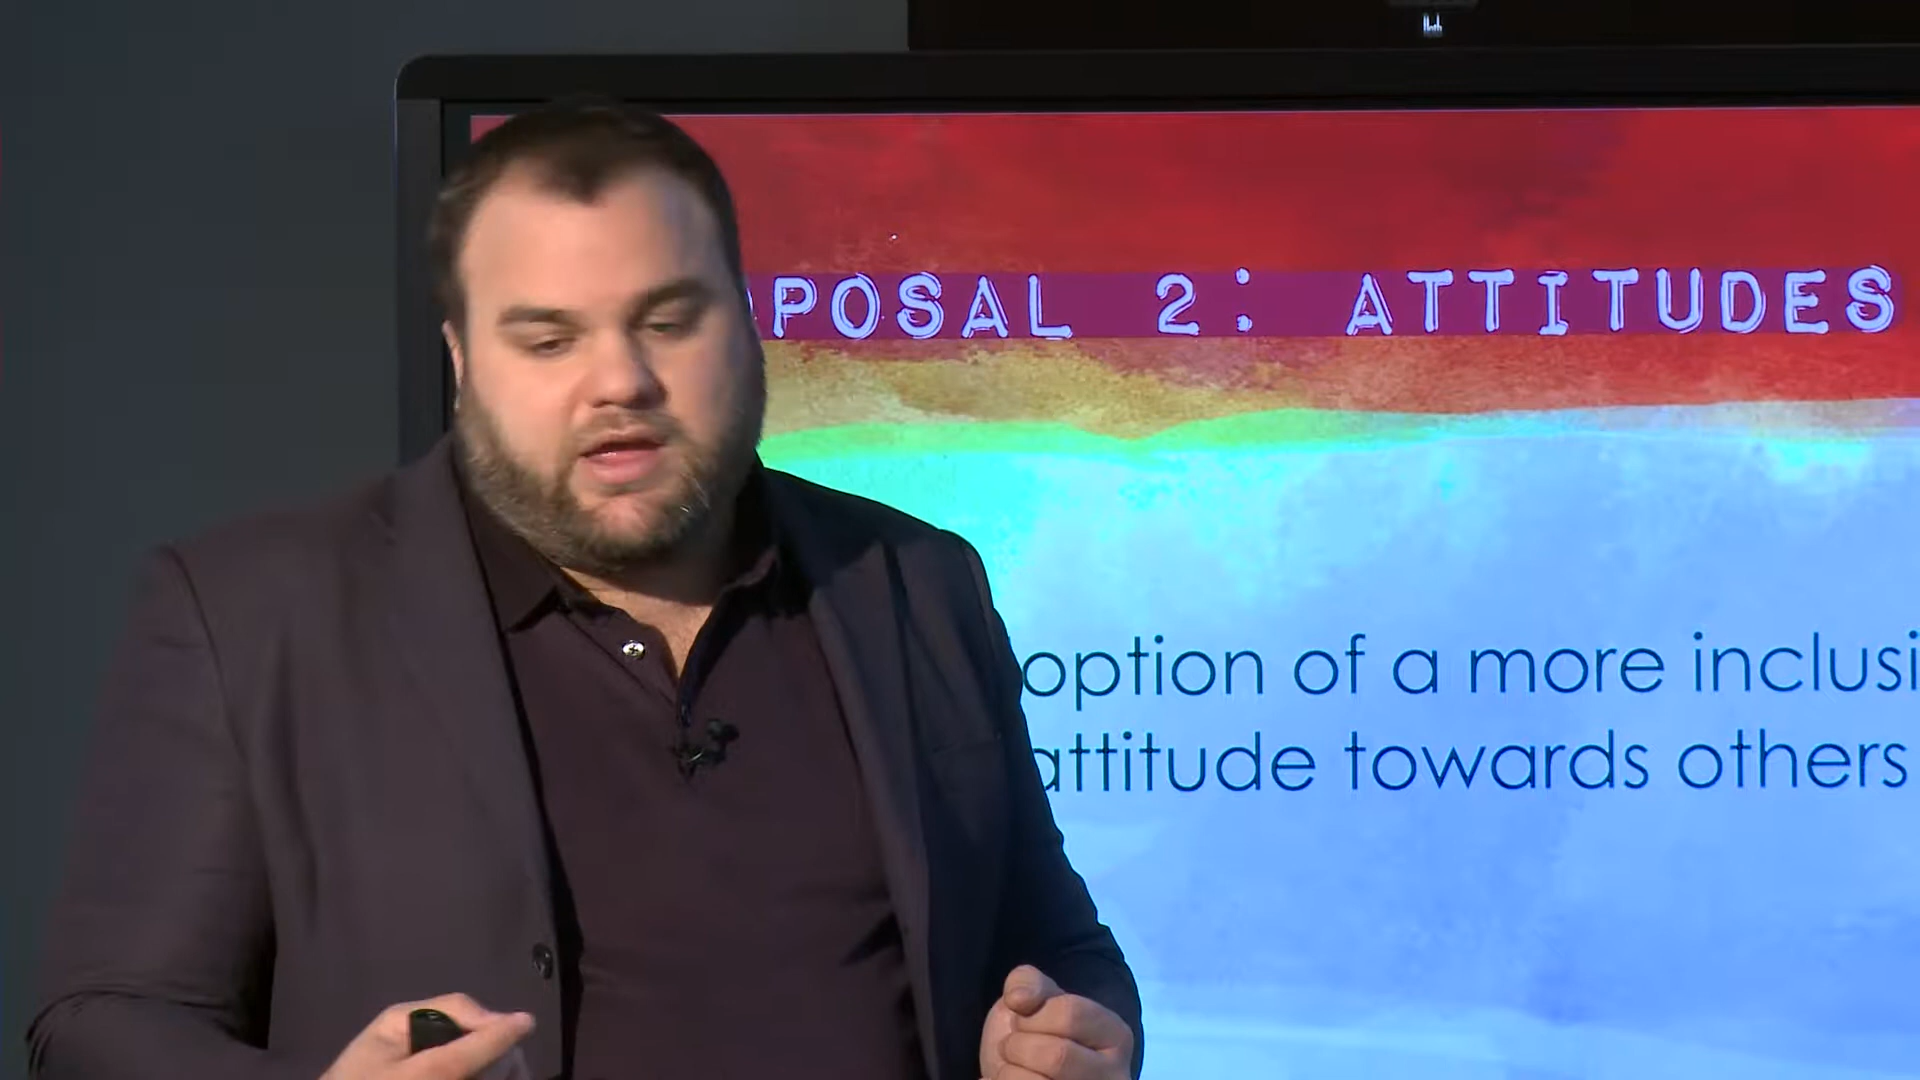 POSAL 2: ATTITUDES
option of a more inclusi
attitude towards others